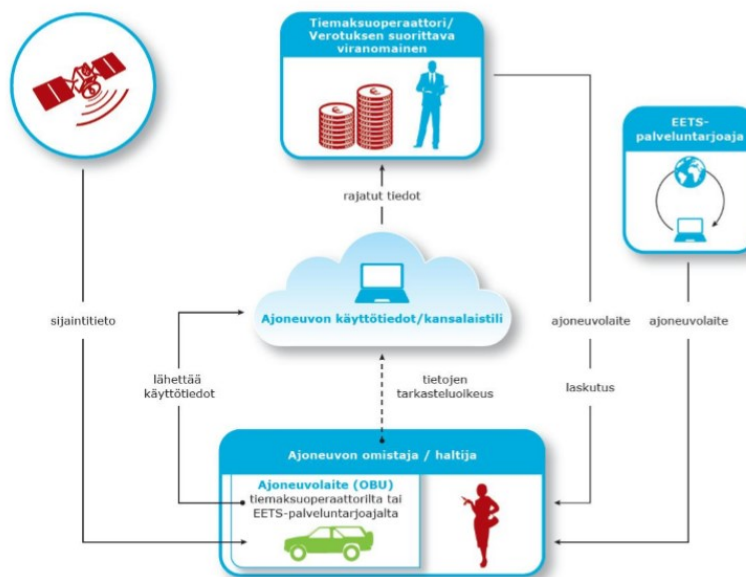 Tiemaksuoperaattori/
Verotuksen suorittava
viranomainen
EETS-
palveluntarjoaja
rajatut tiedot
Ajoneuvon käyttötiedot/kansalaistili
sijaintitieto
ajoneuvolaite
ajoneuvolaite
lähettää
käyttötiedot
tietojen
tarkasteluoikeus
laskutus
Ajoneuvon omistaja / haltija
Ajoneuvolaite (OBU)
tiemaksuoperaattorilta tai
EETS-palveluntarjoajalta